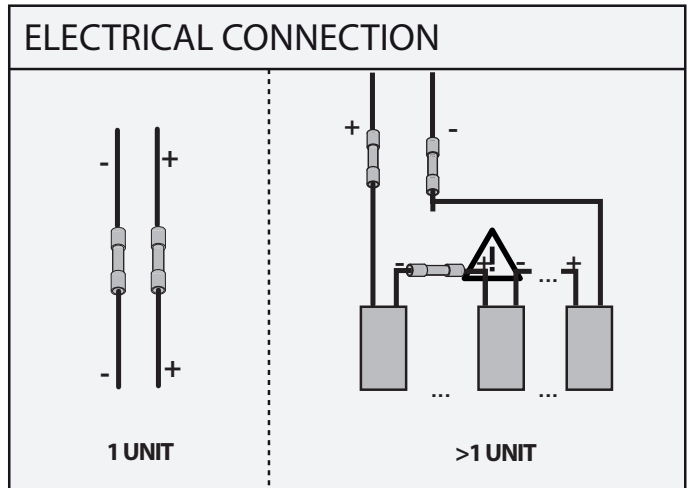 ELECTRICAL CONNECTION
- +
- +
1 UNIT
+ -
- + - ... +
!
... ...
>1 UNIT